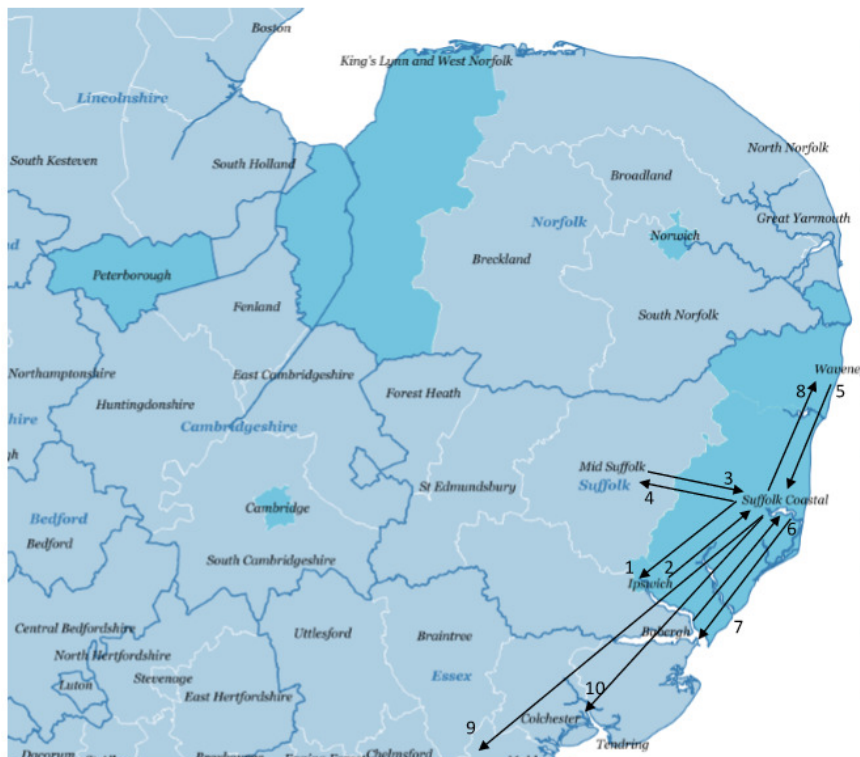 Boston
King's Lynn and West Norfolk
Lincolnshire
South Kesteven
South Holland
North Norfolk
Broadland
Great Yarmouth
Norfolk
Norwich
Breckland
Peterborough
Fenland
South Norfolk
Northamptonshire
East Cambridgeshire
Waveney
Forest Heath
8
5
Huntingdonshire
Cambridgeshire
Mid Suffolk
3
St Edmundsbury
Suffolk
4
Suffolk Coastal
Cambridge
Bedford
6
Bedford
South Cambridgeshire
1
2
Ipswich
Central Bedfordshire
Uttlesford
Braintree
Babergh
7
North Hertfordshire
Stevenage
Essex
Luton
East Hertfordshire
10
Colchester
9
Tendring
Dacorum
Chelmsford